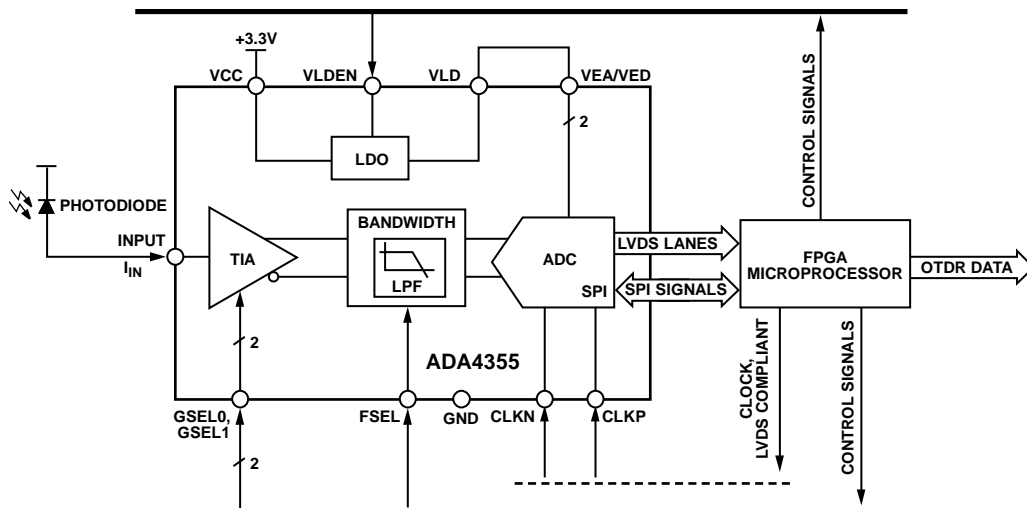 +3.3V
VCC
VLDEN
VLD
VEA/VED
2
LDO
CONTROL SIGNALS
PHOTODIODE
INPUT
IIN
TIA
BANDWIDTH
LPF
ADC
SPI
LVDS LANES
SPI SIGNALS
FPGA
MICROPROCESSOR
OTDR DATA
2
ADA4355
GSEL0,
GSEL1
FSEL
GND
CLKN
CLKP
2
CLOCK,
LVDS COMPLIANT
CONTROL SIGNALS